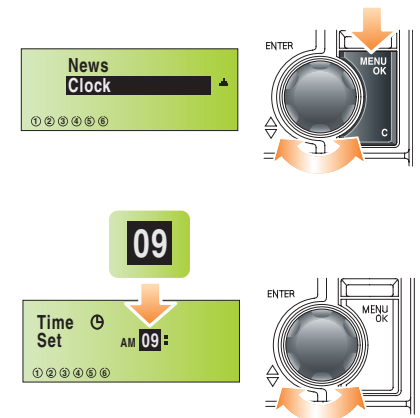 ENTER
MENU
OK
C
News
Clock
①②③④⑤⑥
09
ENTER
MENU
OK
Time
Set
AM 09:
①②③④⑤⑥